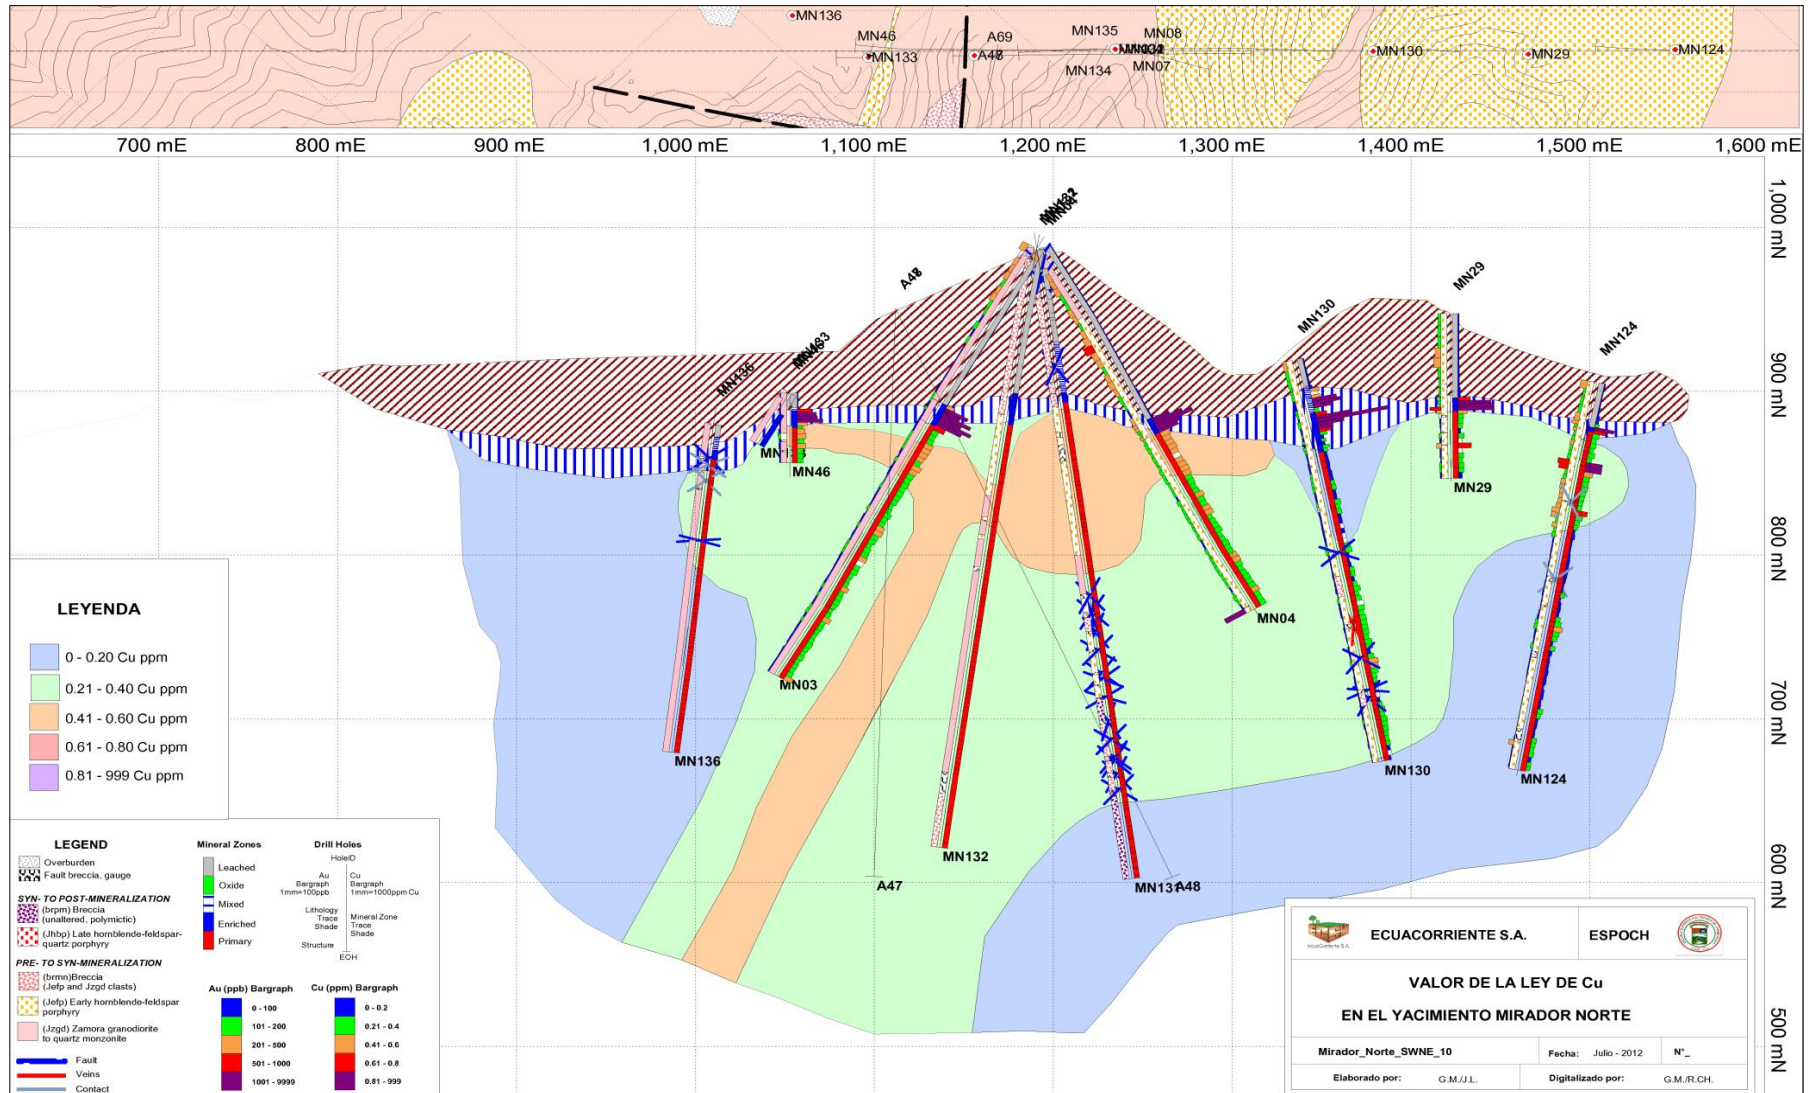 MN136
MN46
A69
MN135
MN08
MN133
MN130
MN29
MN124
MN134
MN07
700 mE
800 mE
900 mE
1,000 mE
1,100 mE
1,200 mE
1,300 mE
1,400 mE
1,500 mE
1,600 mE
1,000 mN
900 mN
800 mN
700 mN
600 mN
500 mN
MN29
MN130
MN124
MN136
MN46
MN29
MN04
MN03
MN136
MN130
MN124
MN132
MN131
A47
A48
LEYENDA
0 - 0.20 Cu ppm
0.21 - 0.40 Cu ppm
0.41 - 0.60 Cu ppm
0.61 - 0.80 Cu ppm
0.81 - 999 Cu ppm
LEGEND
Overburden
Fault breccia, gauge
SYN- TO POST-MINERALIZATION
(brpm) Breccia
(unaltered, polymictic)
(Jhbp) Late hornblende-feldspar-
quartz porphyry
PRE- TO SYN-MINERALIZATION
(brmn)Breccia
(Jefp and Jzgd clasts)
(Jefp) Early hornblende-feldspar
porphyry
(Jzgd) Zamora granodiorite
to quartz monzonite
Fault
Veins
Contact
Mineral Zones
Leached
Oxide
Mixed
Enriched
Primary
Drill Holes
HoleID
Au
Bargraph
1mm=100ppb
Cu
Bargraph
1mm=1000ppm Cu
Lithology
Trace
Shade
Mineral Zone
Trace
Shade
Structure
EOH
Au (ppb) Bargraph
0 - 100
101 - 200
201 - 500
501 - 1000
1001 - 9999
Cu (ppm) Bargraph
0 - 0.2
0.21 - 0.4
0.41 - 0.6
0.61 - 0.8
0.81 - 999
ECUACORRIENTE S.A.
ESPOCH
VALOR DE LA LEY DE Cu
EN EL YACIMIENTO MIRADOR NORTE
Mirador_Norte_SWNE_10
Fecha: Julio - 2012
N°_
Elaborado por: G.M./J.L.
Digitalizado por: G.M./R.CH.